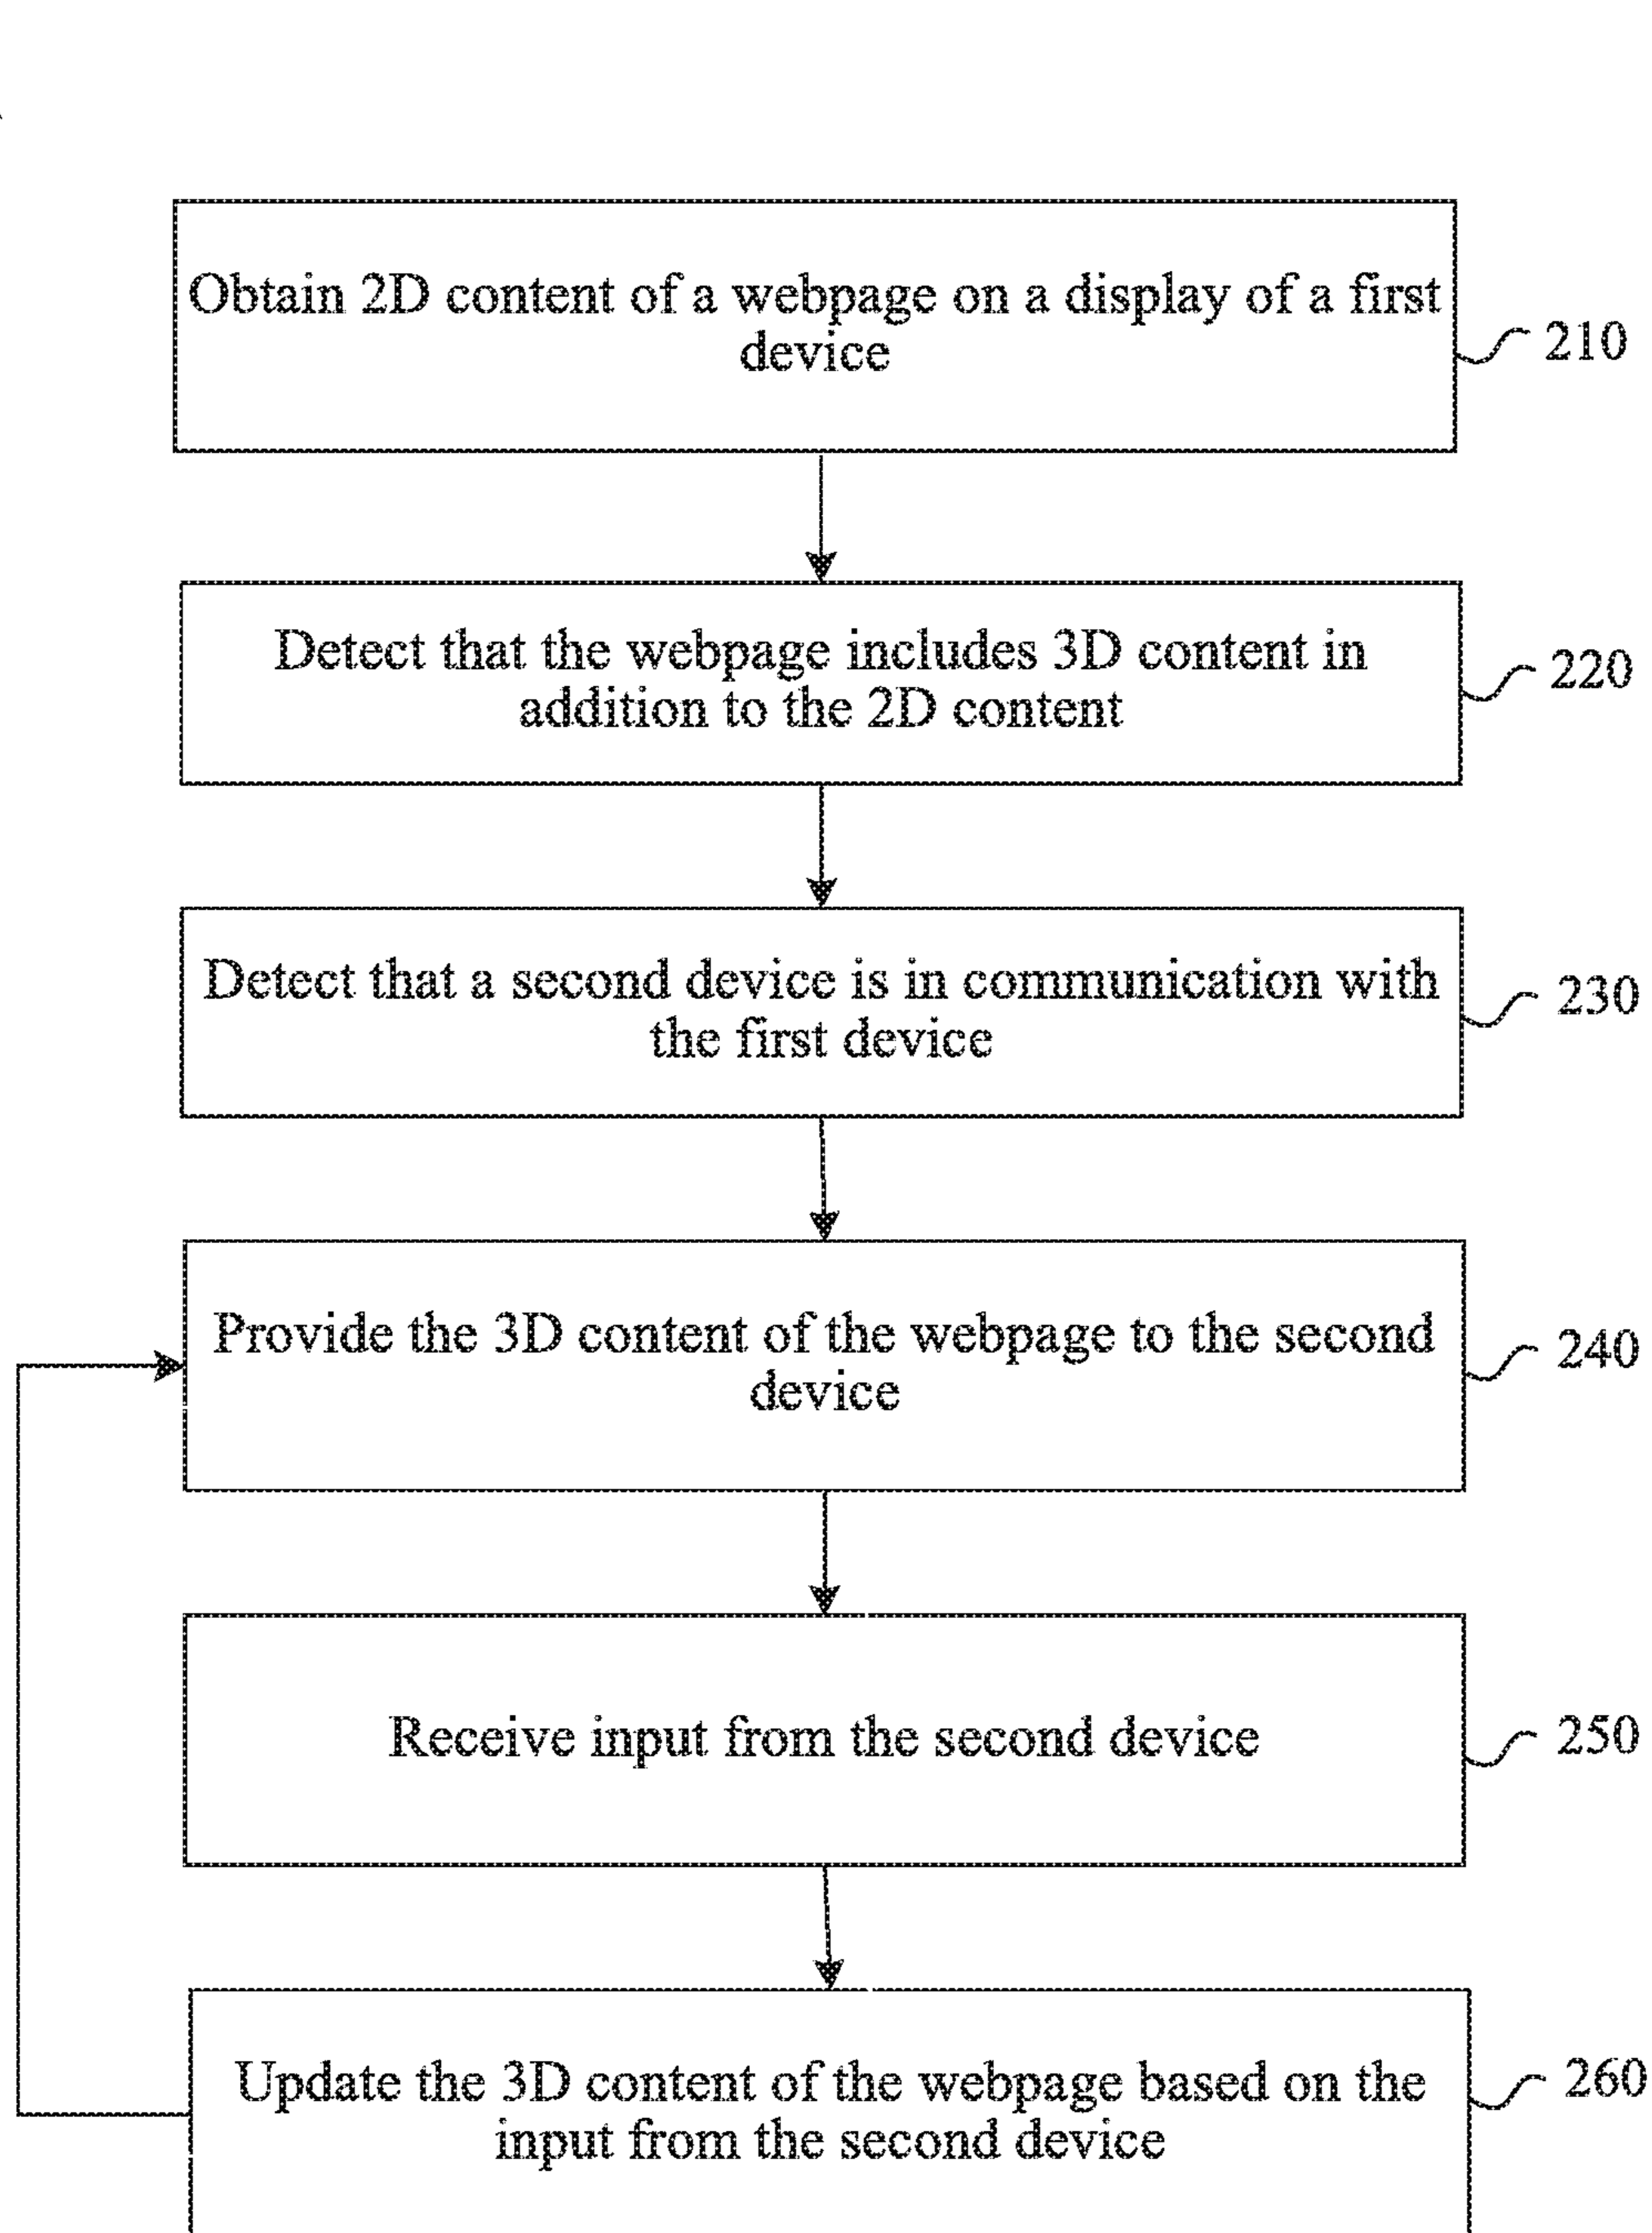 Obtain 2D content of a webpage on a display of a first
device
210
Detect that the webpage includes 3D content in
addition to the 2D content
220
Detect that a second device is in communication with
the first device
230
Provide the 3D content of the webpage to the second
device
240
Receive input from the second device
250
Update the 3D content of the webpage based on the
input from the second device
260